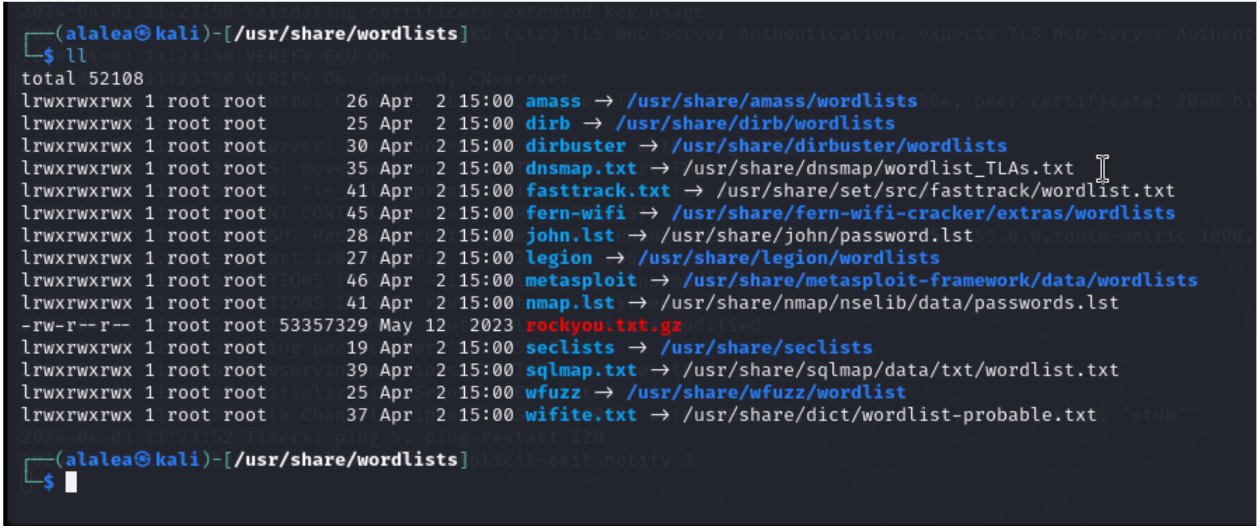 ┌──(alalea㉿kali)-[/usr/share/wordlists]
└─$ ll
total 52108
lrwxrwxrwx 1 root root       26 Apr  2 15:00 amass → /usr/share/amass/wordlists
lrwxrwxrwx 1 root root       25 Apr  2 15:00 dirb → /usr/share/dirb/wordlists
lrwxrwxrwx 1 root root       30 Apr  2 15:00 dirbuster → /usr/share/dirbuster/wordlists
lrwxrwxrwx 1 root root       35 Apr  2 15:00 dnsmap.txt → /usr/share/dnsmap/wordlist_TLAs.txt
lrwxrwxrwx 1 root root       41 Apr  2 15:00 fasttrack.txt → /usr/share/set/src/fasttrack/wordlist.txt
lrwxrwxrwx 1 root root       45 Apr  2 15:00 fern-wifi → /usr/share/fern-wifi-cracker/extras/wordlists
lrwxrwxrwx 1 root root       28 Apr  2 15:00 john.lst → /usr/share/john/password.lst
lrwxrwxrwx 1 root root       27 Apr  2 15:00 legion → /usr/share/legion/wordlists
lrwxrwxrwx 1 root root       46 Apr  2 15:00 metasploit → /usr/share/metasploit-framework/data/wordlists
lrwxrwxrwx 1 root root       41 Apr  2 15:00 nmap.lst → /usr/share/nmap/nselib/data/passwords.lst
-rw-r--r-- 1 root root 53357329 May 12  2023 rockyou.txt.gz
lrwxrwxrwx 1 root root       19 Apr  2 15:00 seclists → /usr/share/seclists
lrwxrwxrwx 1 root root       39 Apr  2 15:00 sqlmap.txt → /usr/share/sqlmap/data/txt/wordlist.txt
lrwxrwxrwx 1 root root       25 Apr  2 15:00 wfuzz → /usr/share/wfuzz/wordlist
lrwxrwxrwx 1 root root       37 Apr  2 15:00 wifite.txt → /usr/share/dict/wordlist-probable.txt
┌──(alalea㉿kali)-[/usr/share/wordlists]
└─$